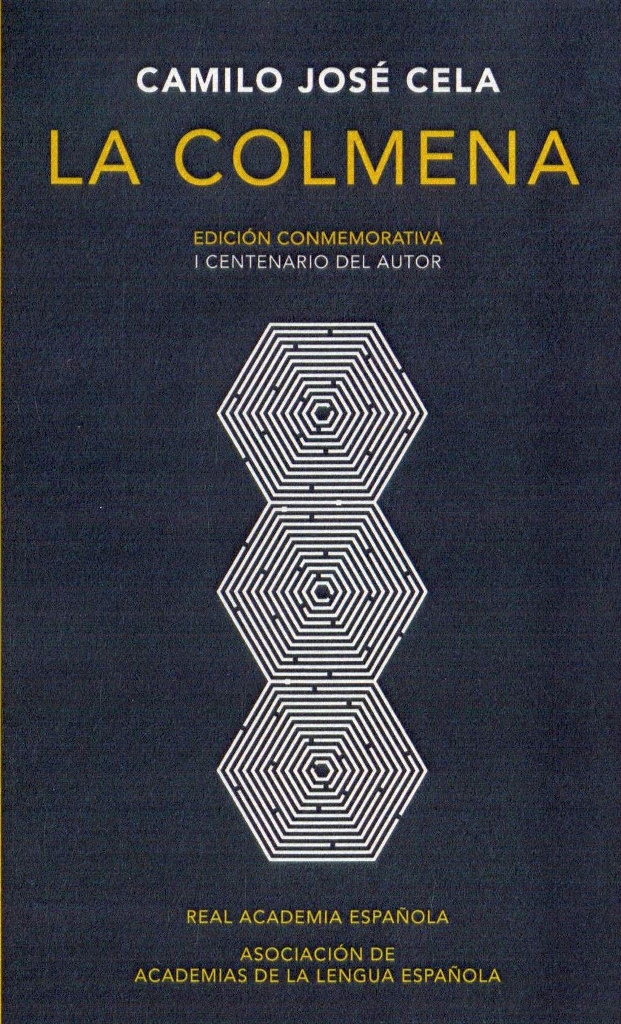 CAMILO JOSÉ CELA
LA COLMENA
EDICIÓN CONMEMORATIVA
I CENTENARIO DEL AUTOR
REAL ACADEMIA ESPAÑOLA
ASOCIACIÓN DE
ACADEMIAS DE LA LENGUA ESPAÑOLA